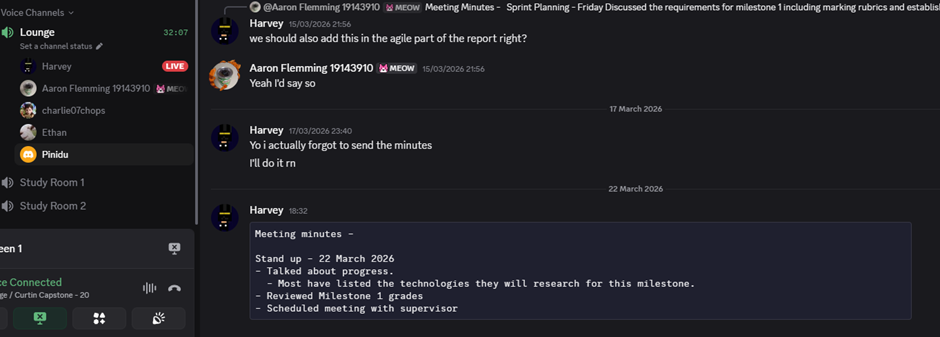 Voice Channels
Lounge
32:07
Set a channel status
Harvey
LIVE
Aaron Flemming 19143910
charlie07chops
Ethan
Pinidu
Study Room 1
Study Room 2
een 1
ce Connected
ge / Curtin Capstone - 20
@Aaron Flemming 19143910 MEOW Meeting Minutes - Sprint Planning - Friday Discussed the requirements for milestone 1 including marking rubrics and establis
Harvey 15/03/2026 21:56
we should also add this in the agile part of the report right?
Aaron Flemming 19143910 MEOW 15/03/2026 21:56
Yeah I'd say so
17 March 2026
Harvey 17/03/2026 23:40
Yo i actually forgot to send the minutes
I'll do it rn
22 March 2026
Harvey 18:32
Meeting minutes -
Stand up - 22 March 2026
- Talked about progress.
- Most have listed the technologies they will research for this milestone.
- Reviewed Milestone 1 grades
- Scheduled meeting with supervisor